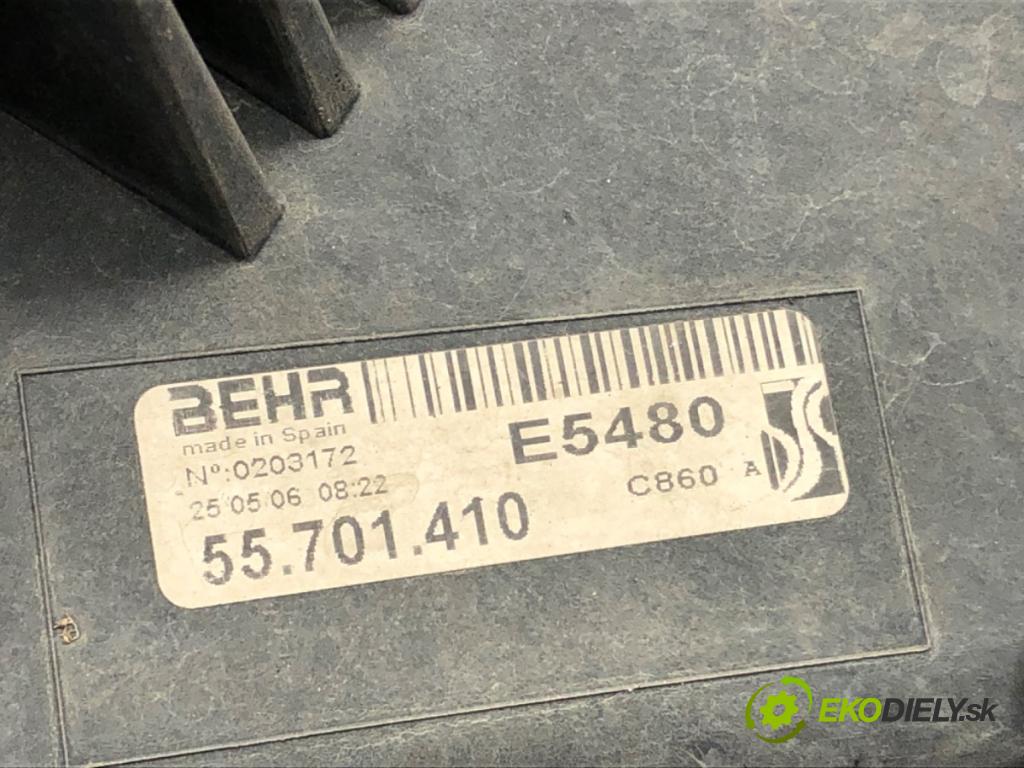 BEHR
made in Spain
Nº:0203172
25.05.06 08:22
55.701.410
E5480
C860 A
EKODIELY.sk